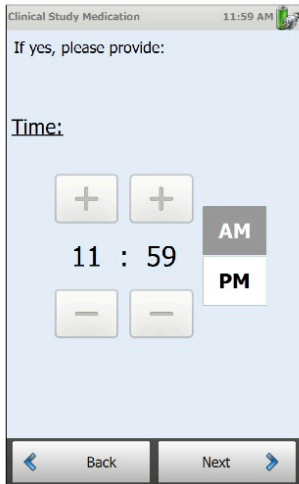 Clinical Study Medication 11:59 AM
If yes, please provide:
Time:
+ +
11 : 59
AM
PM
− −
Back Next